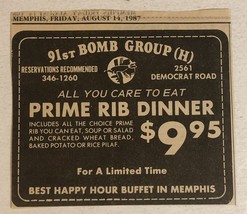 MEMPHIS, FRIDAY, AUGUST 14, 1987
91ST BOMB GROUP (H)
RESERVATIONS RECOMMENDED
346-1260
2561
DEMOCRAT ROAD
ALL YOU CARE TO EAT
PRIME RIB DINNER
INCLUDES ALL THE CHOICE PRIME
RIB YOU CAN EAT, SOUP OR SALAD
AND CRACKED WHEAT BREAD,
BAKED POTATO OR RICE PILAF.
$9.95
For A Limited Time
BEST HAPPY HOUR BUFFET IN MEMPHIS